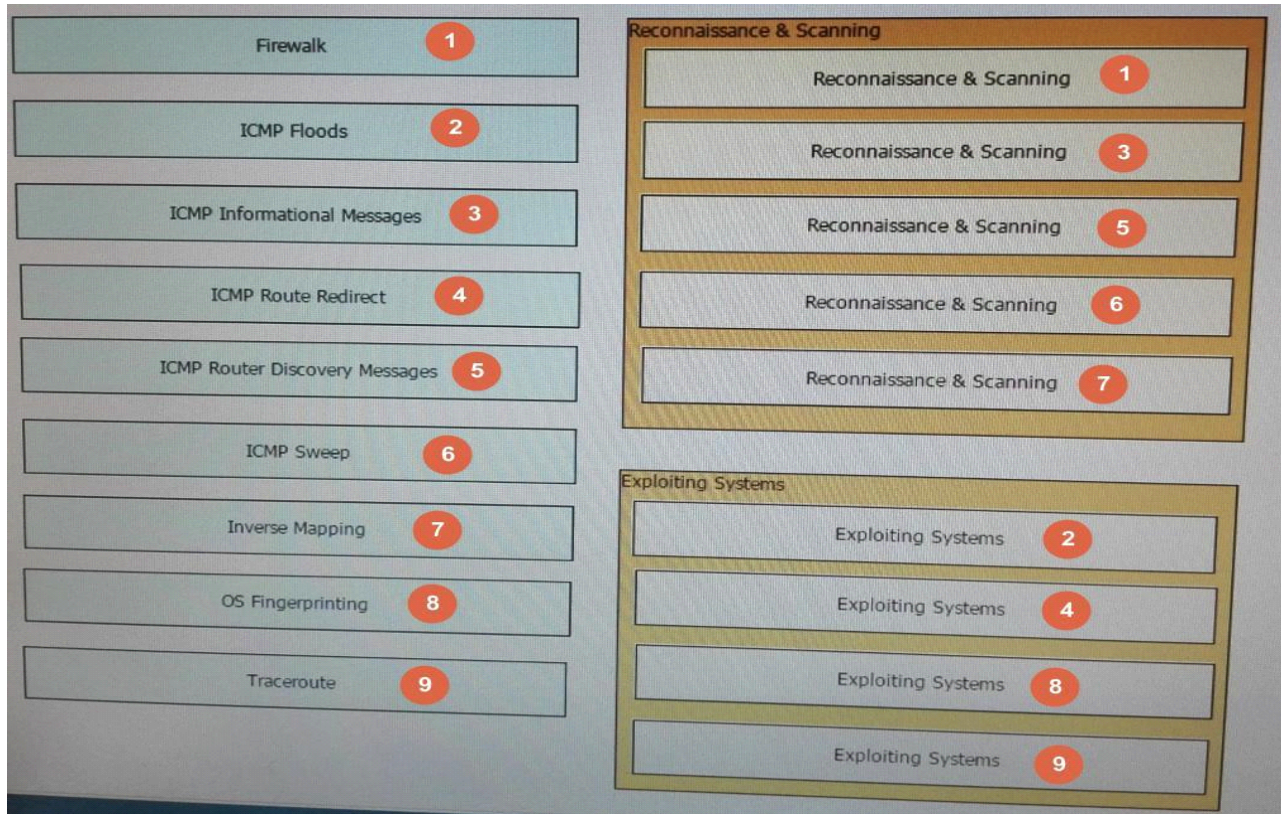 Firewalk 1
ICMP Floods 2
ICMP Informational Messages 3
ICMP Route Redirect 4
ICMP Router Discovery Messages 5
ICMP Sweep 6
Inverse Mapping 7
OS Fingerprinting 8
Traceroute 9
Reconnaissance & Scanning
Reconnaissance & Scanning 1
Reconnaissance & Scanning 3
Reconnaissance & Scanning 5
Reconnaissance & Scanning 6
Reconnaissance & Scanning 7
Exploiting Systems
Exploiting Systems 2
Exploiting Systems 4
Exploiting Systems 8
Exploiting Systems 9